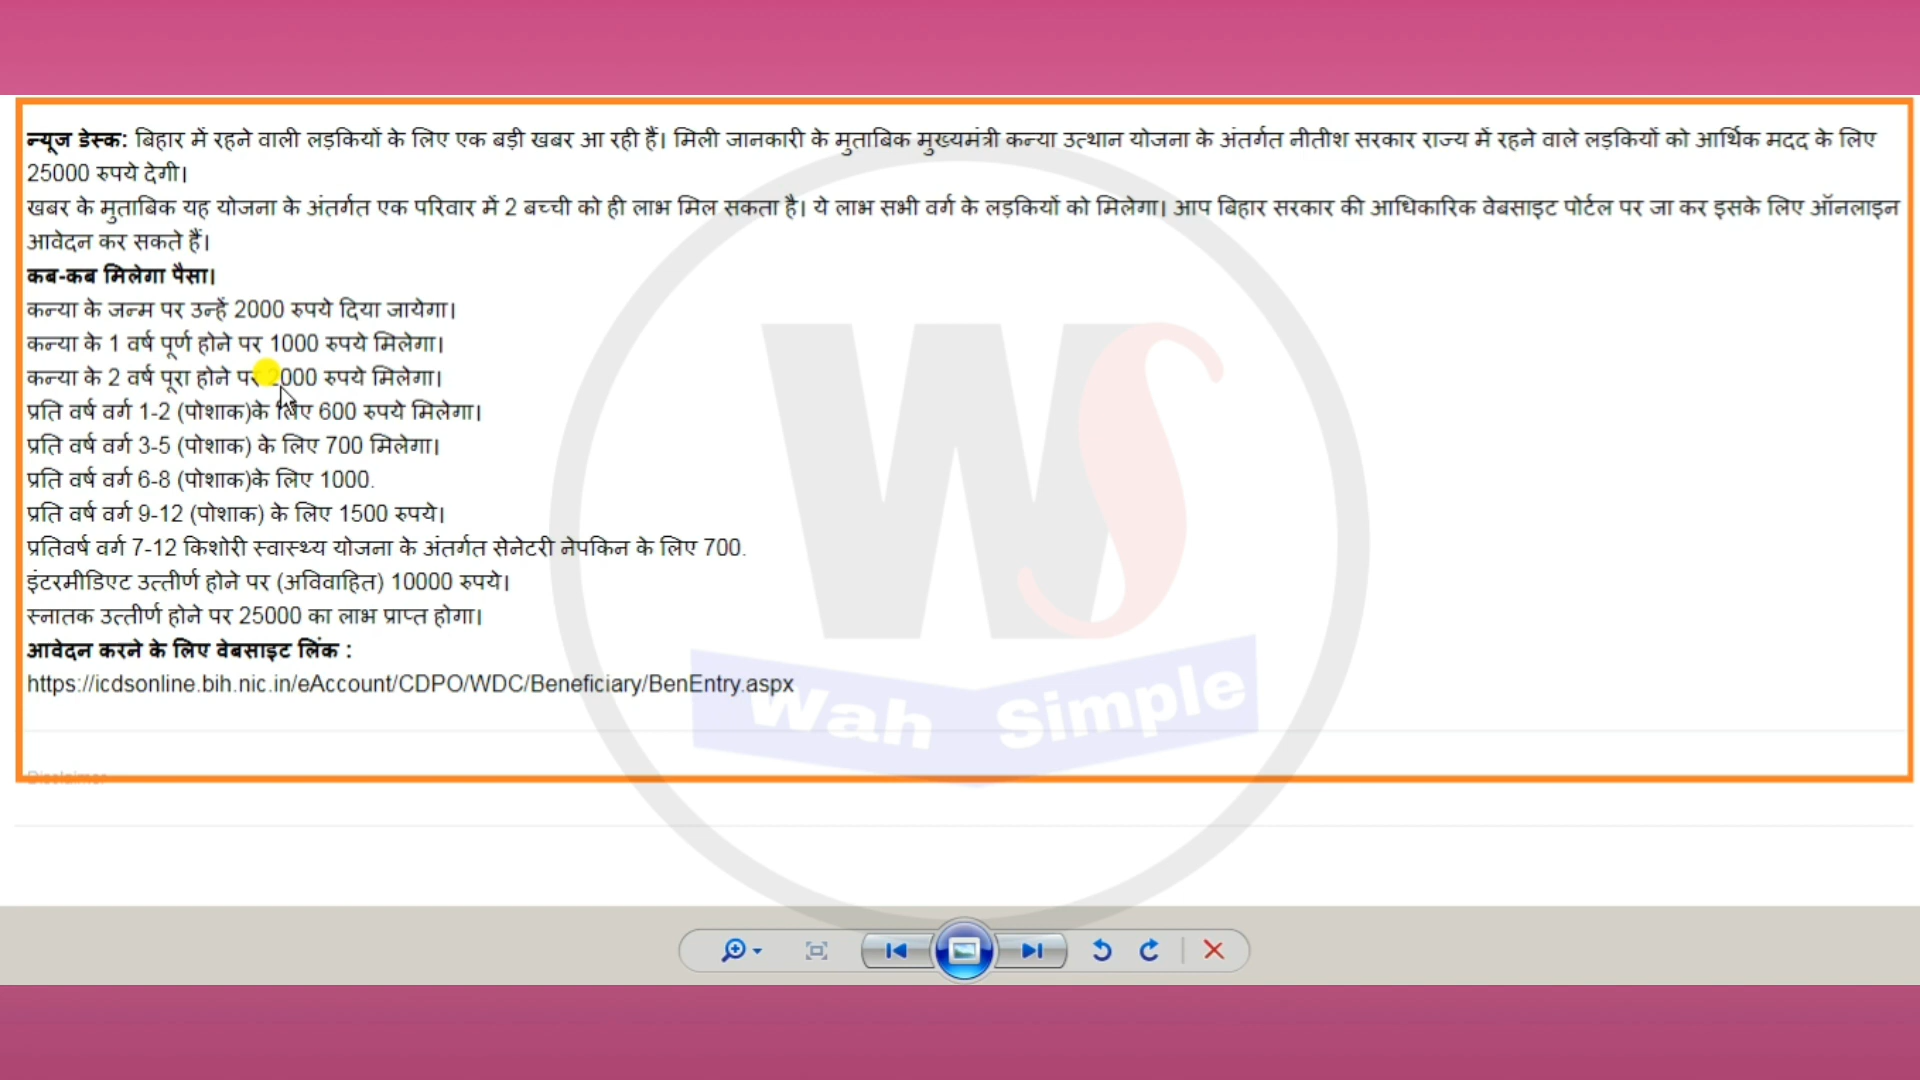 न्यूज डेस्क: बिहार में रहने वाली लड़कियों के लिए एक बड़ी खबर आ रही हैं। मिली जानकारी के मुताबिक मुख्यमंत्री कन्या उत्थान योजना के अंतर्गत नीतीश सरकार राज्य में रहने वाले लड़कियों को आर्थिक मदद के लिए
25000 रुपये देगी।
खबर के मुताबिक यह योजना के अंतर्गत एक परिवार में 2 बच्ची को ही लाभ मिल सकता है। ये लाभ सभी वर्ग के लड़कियों को मिलेगा। आप बिहार सरकार की आधिकारिक वेबसाइट पोर्टल पर जा कर इसके लिए ऑनलाइन
आवेदन कर सकते हैं।
कब-कब मिलेगा पैसा।
कन्या के जन्म पर उन्हें 2000 रुपये दिया जायेगा।
कन्या के 1 वर्ष पूर्ण होने पर 1000 रुपये मिलेगा।
कन्या के 2 वर्ष पूरा होने पर 2000 रुपये मिलेगा।
प्रति वर्ष वर्ग 1-2 (पोशाक)के लिए 600 रुपये मिलेगा।
प्रति वर्ष वर्ग 3-5 (पोशाक) के लिए 700 मिलेगा।
प्रति वर्ष वर्ग 6-8 (पोशाक)के लिए 1000.
प्रति वर्ष वर्ग 9-12 (पोशाक) के लिए 1500 रुपये।
प्रतिवर्ष वर्ग 7-12 किशोरी स्वास्थ्य योजना के अंतर्गत सेनेटरी नेपकिन के लिए 700.
इंटरमीडिएट उत्तीर्ण होने पर (अविवाहित) 10000 रुपये।
स्नातक उत्तीर्ण होने पर 25000 का लाभ प्राप्त होगा।
आवेदन करने के लिए वेबसाइट लिंक :
https://icdsonline.bih.nic.in/eAccount/CDPO/WDC/Beneficiary/BenEntry.aspx
WS
Wah Simple
Disclaimer